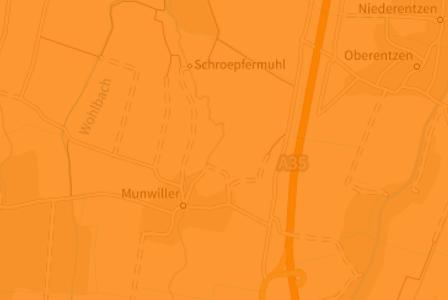 Niederentzen
Oberentzen
Schroepfermuhl
Wohlbach
A35
Munwiller